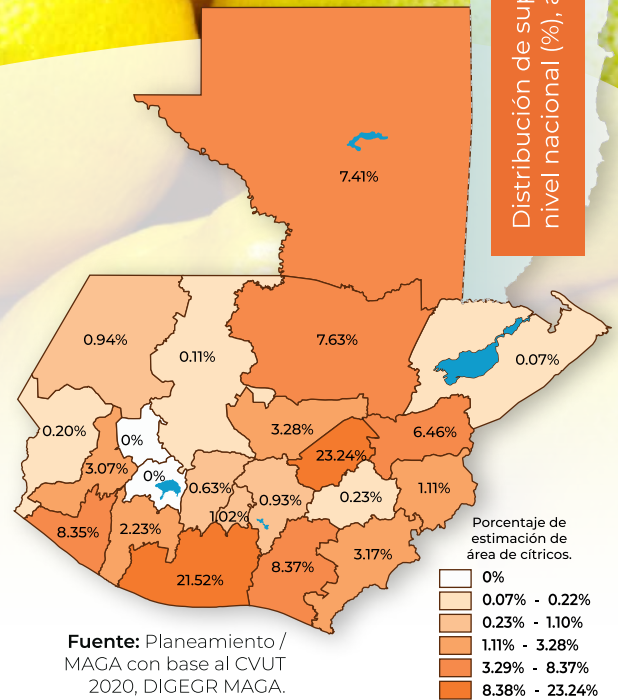 Distribución de
nivel nacional (%),
7.41%
0.94%
0.11%
7.63%
0.07%
0.20%
0%
3.28%
6.46%
23.24%
3.07%
0%
0.63%
0.93%
0.23%
1.11%
1.02%
8.35%
2.23%
21.52%
8.37%
3.17%
Porcentaje de
estimación de
área de cítricos.
0%
0.07% - 0.22%
0.23% - 1.10%
1.11% - 3.28%
3.29% - 8.37%
8.38% - 23.24%
Fuente: Planeamiento /
MAGA con base al CVUT
2020, DIGEGR MAGA.